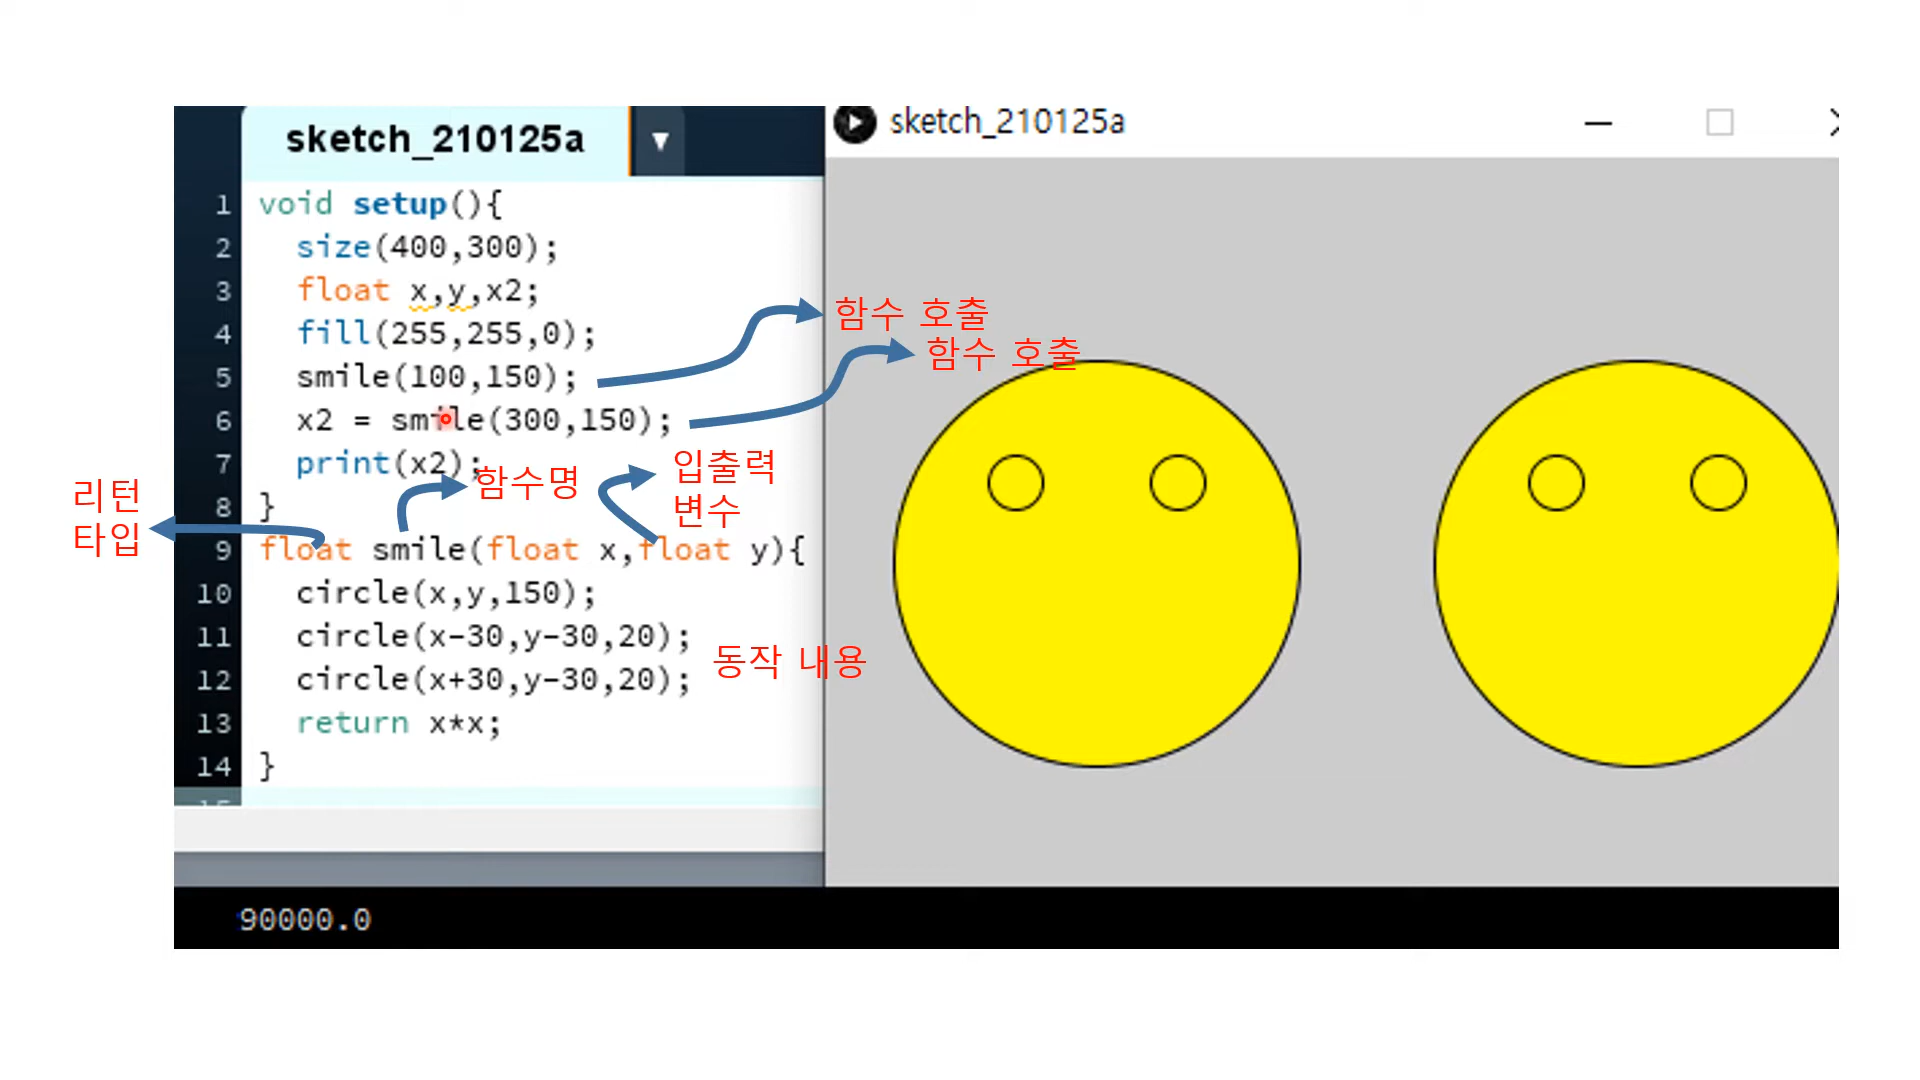 sketch_210125a ▼
sketch_210125a
1 void setup(){
2 size(400,300);
3 float x,y,x2;
4 fill(255,255,0);
5 smile(100,150);
6 x2 = smile(300,150);
7 print(x2);
8 }
9 float smile(float x,float y){
10 circle(x,y,150);
11 circle(x-30,y-30,20);
12 circle(x+30,y-30,20);
13 return x*x;
14 }
15
함수 호출
함수 호출
함수명
입출력
변수
리턴
타입
동작 내용
90000.0